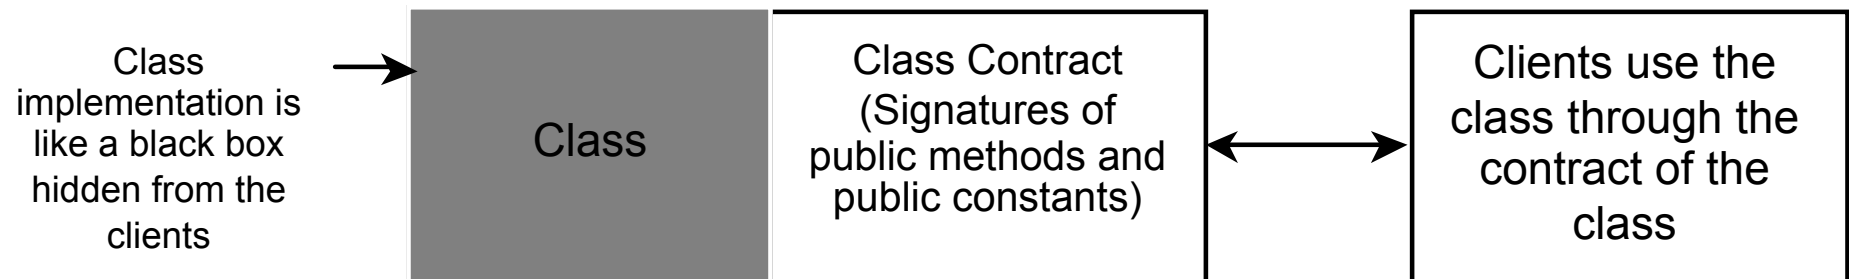 Class
implementation is
like a black box
hidden from the
clients
Class
Class Contract
(Signatures of
public methods and
public constants)
Clients use the
class through the
contract of the
class